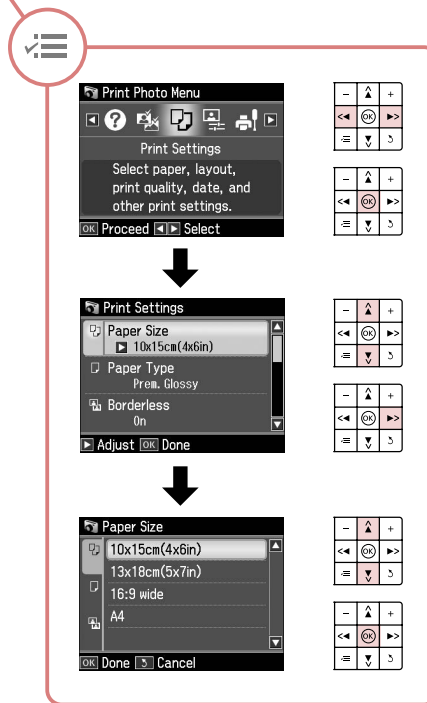 Print Photo Menu
Print Settings
Select paper, layout,
print quality, date, and
other print settings.
OK Proceed Select
- +
OK
- +
OK
Print Settings
Paper Size
10x15cm(4x6in)
Paper Type
Prem. Glossy
Borderless
On
Adjust OK Done
- +
OK
- +
OK
Paper Size
10x15cm(4x6in)
13x18cm(5x7in)
16:9 wide
A4
OK Done Cancel
- +
OK
- +
OK